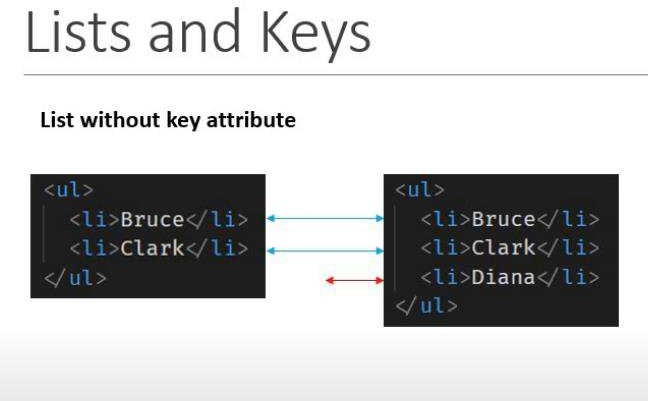 Lists and Keys
List without key attribute
<ul>
<li>Bruce</li>
<li>Clark</li>
</ul>
<ul>
<li>Bruce</li>
<li>Clark</li>
<li>Diana</li>
</ul>